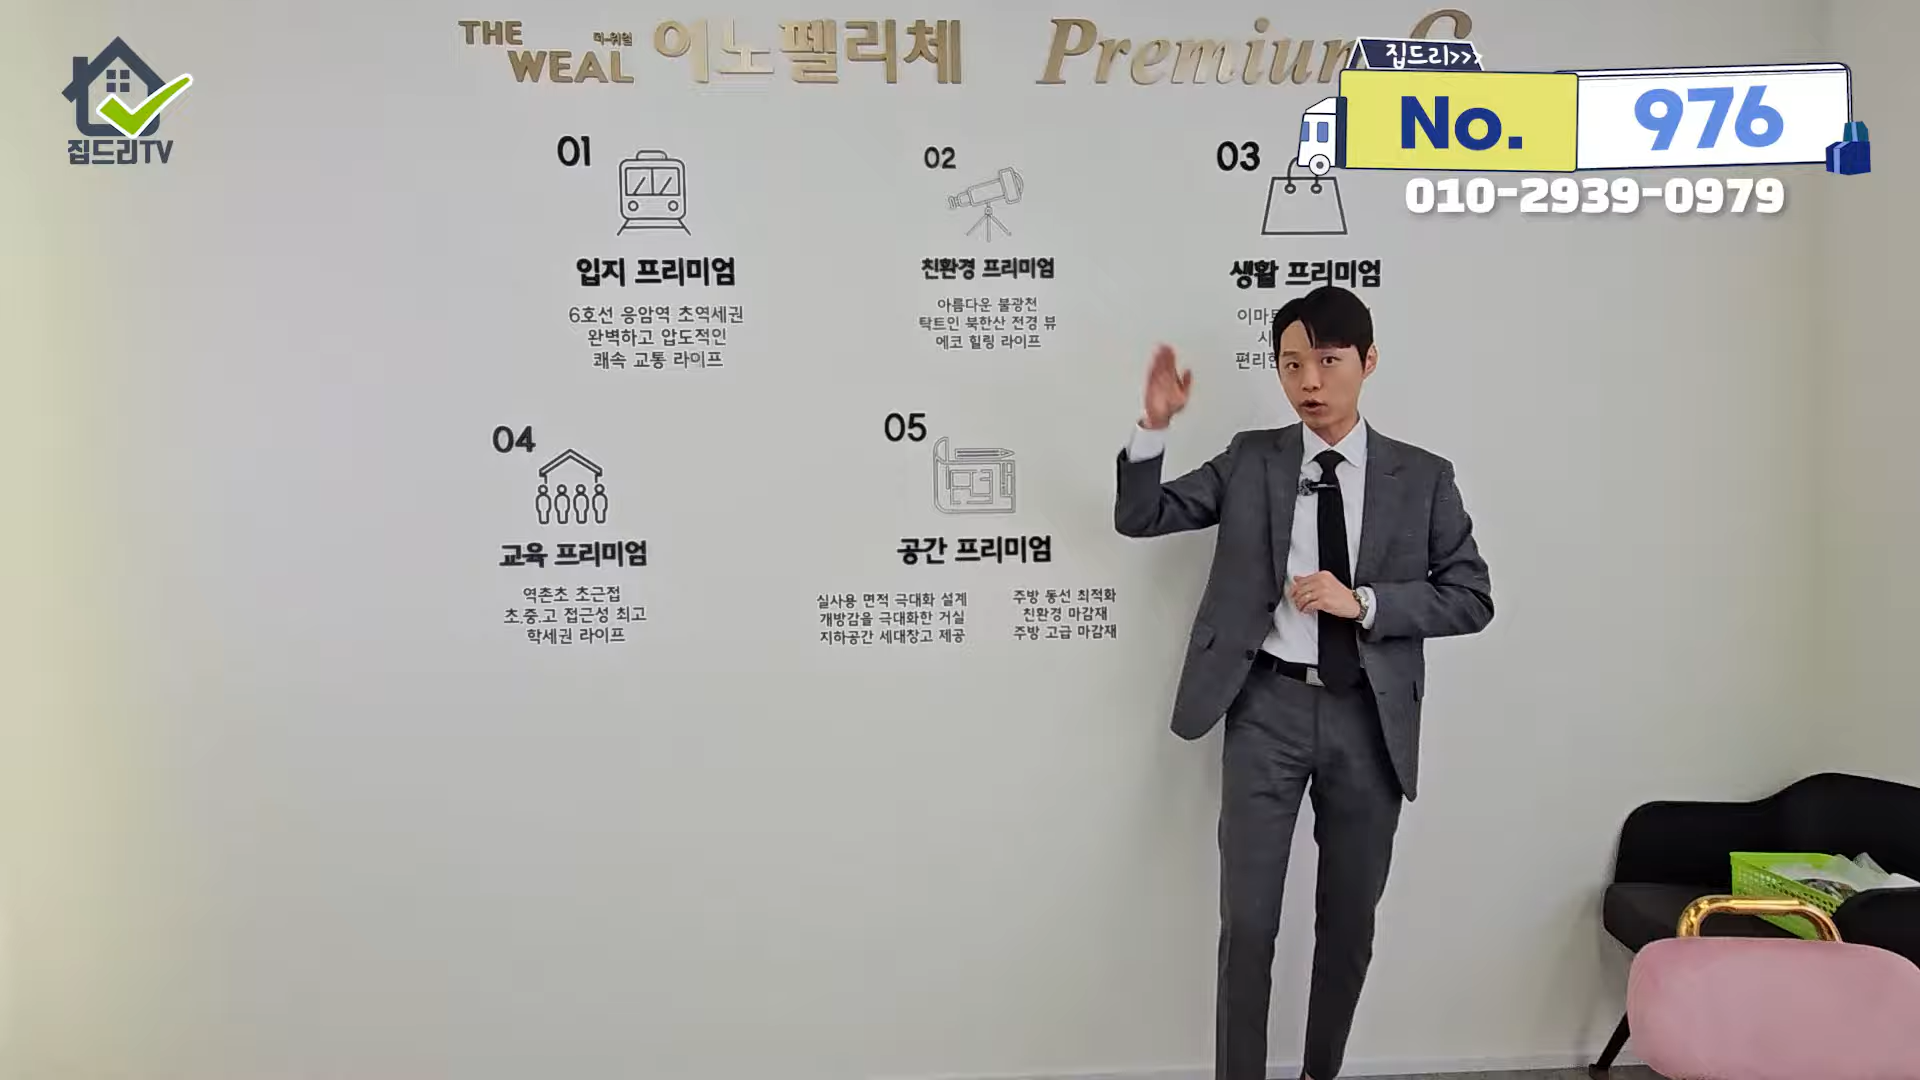 THE
WEAL
더-위일
이노펠리체
Premium
집드리>>>
No. 976
010-2939-0979
집드리TV
01
입지 프리미엄
6호선 응암역 초역세권
완벽하고 압도적인
쾌속 교통 라이프
02
친환경 프리미엄
아름다운 불광천
탁트인 북한산 전경 뷰
에코 힐링 라이프
03
생활 프리미엄
04
교육 프리미엄
역촌초 초근접
초.중.고 접근성 최고
학세권 라이프
05
공간 프리미엄
실사용 면적 극대화 설계
개방감을 극대화한 거실
지하공간 세대창고 제공
주방 동선 최적화
친환경 마감재
주방 고급 마감재